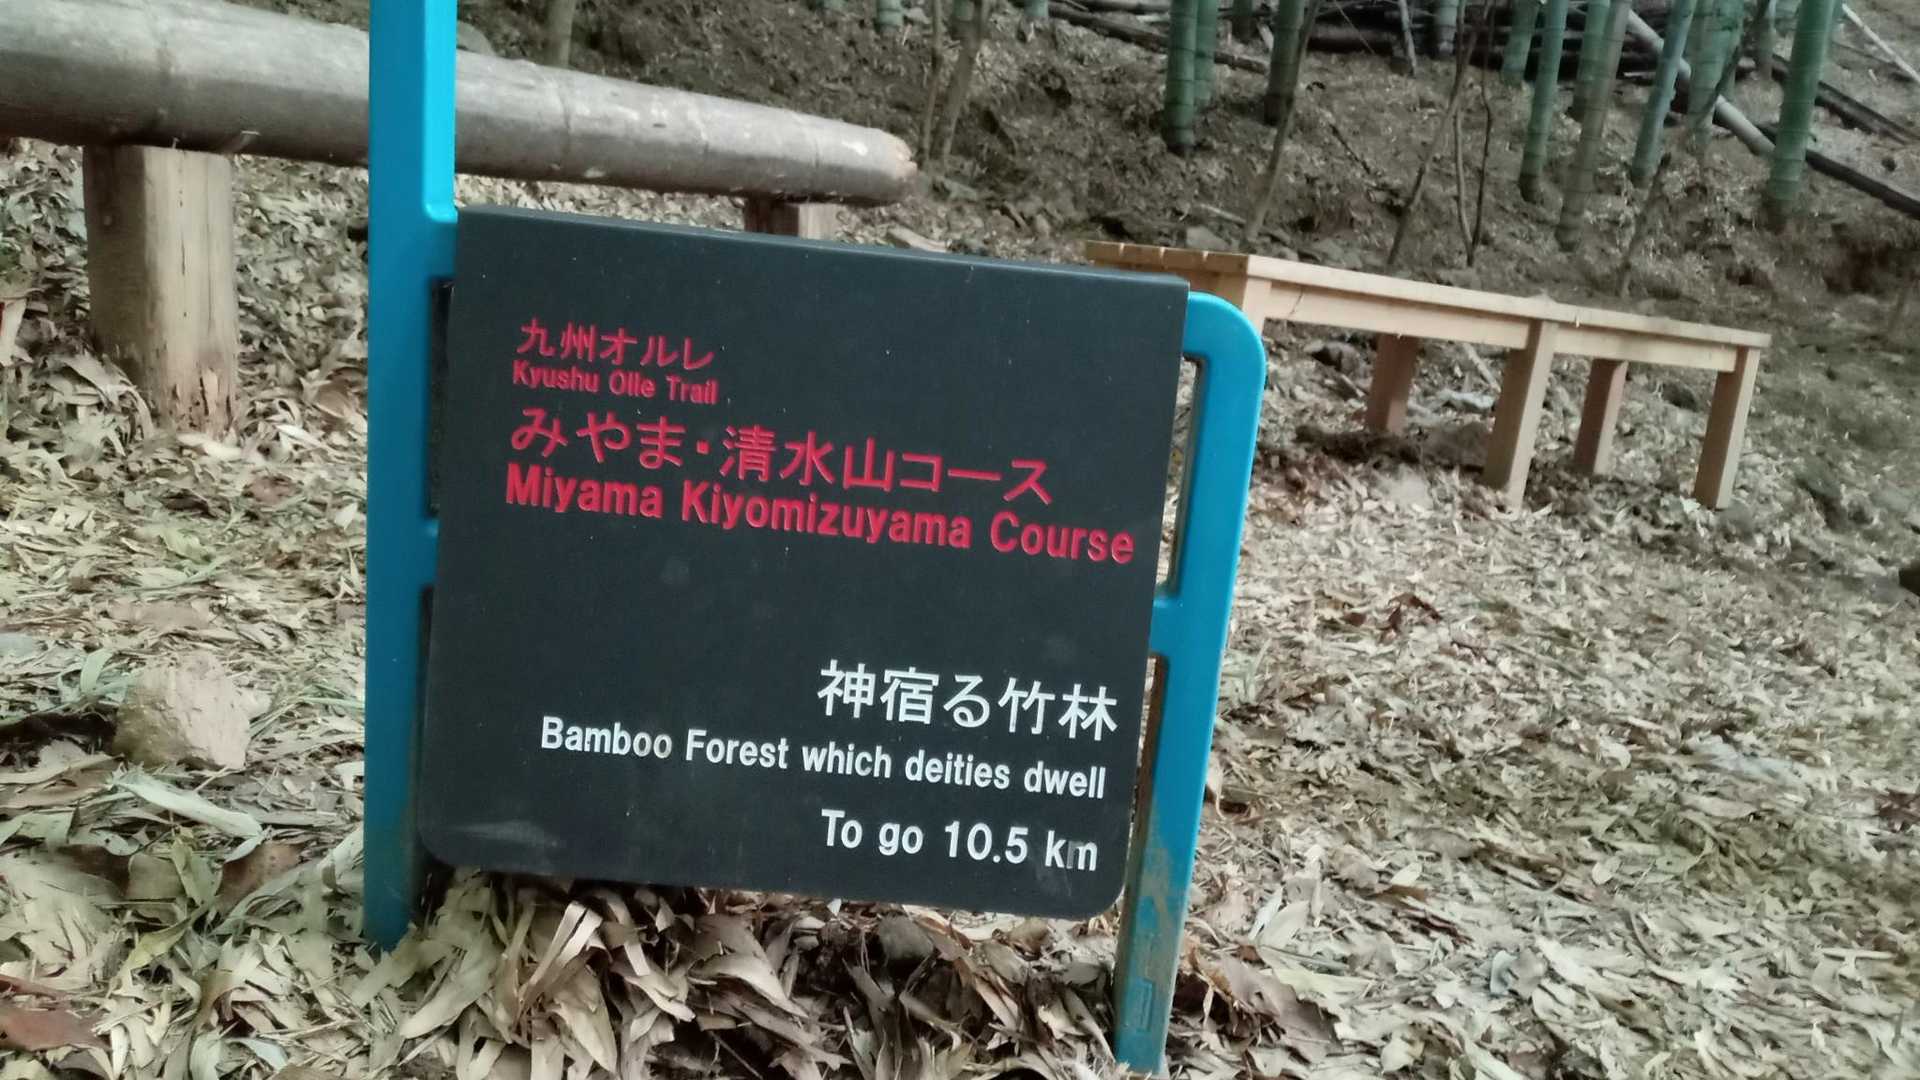 九州オルレ
Kyushu Olle Trail
みやま・清水山コース
Miyama Kiyomizuyama Course
神宿る竹林
Bamboo Forest which deities dwell
To go 10.5 km